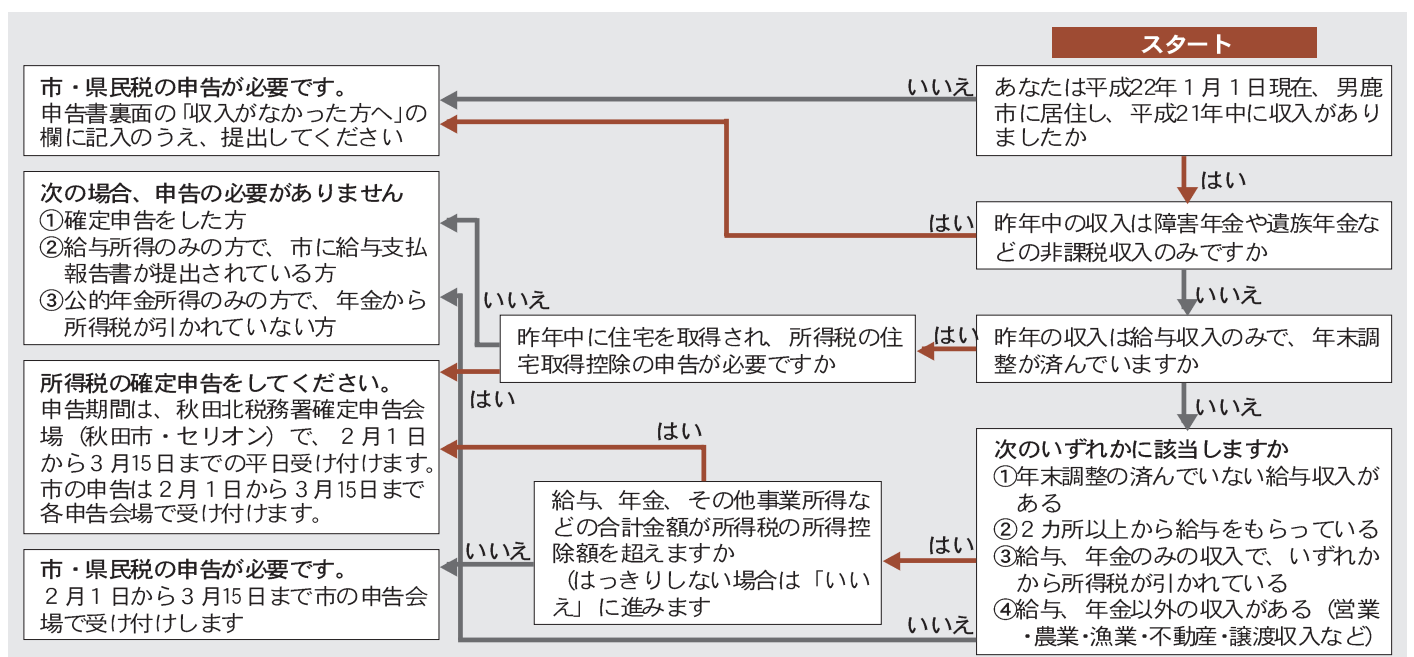 スタート
あなたは平成22年１月１日現在、男鹿
市に居住し、平成21年中に収入があり
ましたか
いいえ
はい
市・県民税の申告が必要です。
申告書裏面の「収入がなかった方へ」の
欄に記入のうえ、提出してください
昨年中の収入は障害年金や遺族年金な
どの非課税収入のみですか
はい
いいえ
次の場合、申告の必要がありません
①確定申告をした方
②給与所得のみの方で、市に給与支払
報告書が提出されている方
③公的年金所得のみの方で、年金から
所得税が引かれていない方
昨年の収入は給与収入のみで、年末調
整が済んでいますか
はい
いいえ
昨年中に住宅を取得され、所得税の住
宅取得控除の申告が必要ですか
いいえ
はい
所得税の確定申告をしてください。
申告期間は、秋田北税務署確定申告会
場（秋田市・セリオン）で、２月１日
から３月15日までの平日受け付けます。
市の申告は２月１日から３月15日まで
各申告会場で受け付けます。
次のいずれかに該当しますか
①年末調整の済んでいない給与収入が
ある
②２カ所以上から給与をもらっている
③給与、年金のみの収入で、いずれか
から所得税が引かれている
④給与、年金以外の収入がある（営業
・農業・漁業・不動産・譲渡収入など）
はい
いいえ
給与、年金、その他事業所得な
どの合計金額が所得税の所得控
除額を超えますか
（はっきりしない場合は「いい
え」に進みます
はい
いいえ
市・県民税の申告が必要です。
２月１日から３月15日まで市の申告会
場で受け付けします